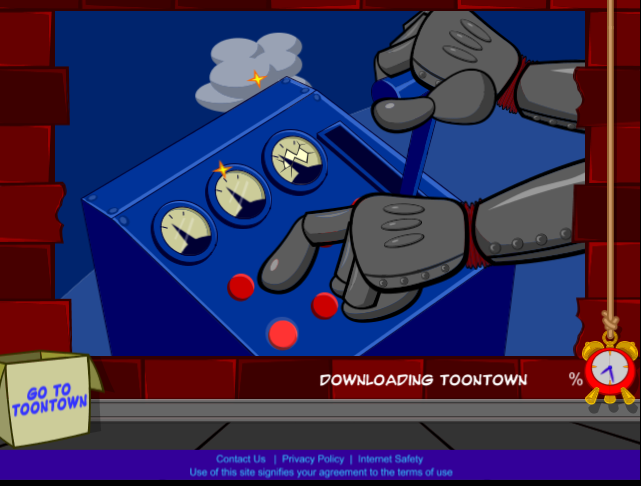 DOWNLOADING TOONTOWN %
GO TO
TOONTOWN
Contact Us | Privacy Policy | Internet Safety
Use of this site signifies your agreement to the terms of use